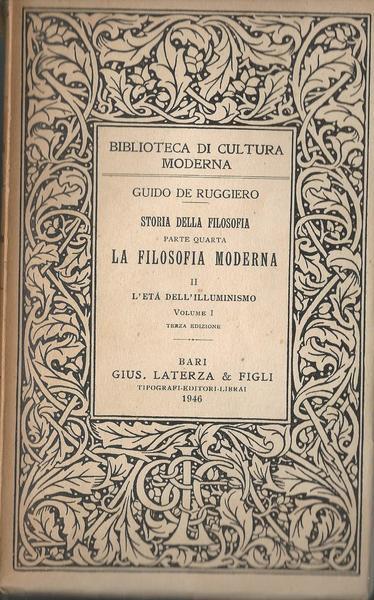 BIBLIOTECA DI CULTURA
MODERNA
GUIDO DE RUGGIERO
STORIA DELLA FILOSOFIA
PARTE QUARTA
LA FILOSOFIA MODERNA
II
L'ETÁ DELL'ILLUMINISMO
VOLUME I
TERZA EDIZIONE
BARI
GIUS. LATERZA & FIGLI
TIPOGRAFI-EDITORI-LIBRAI
1946